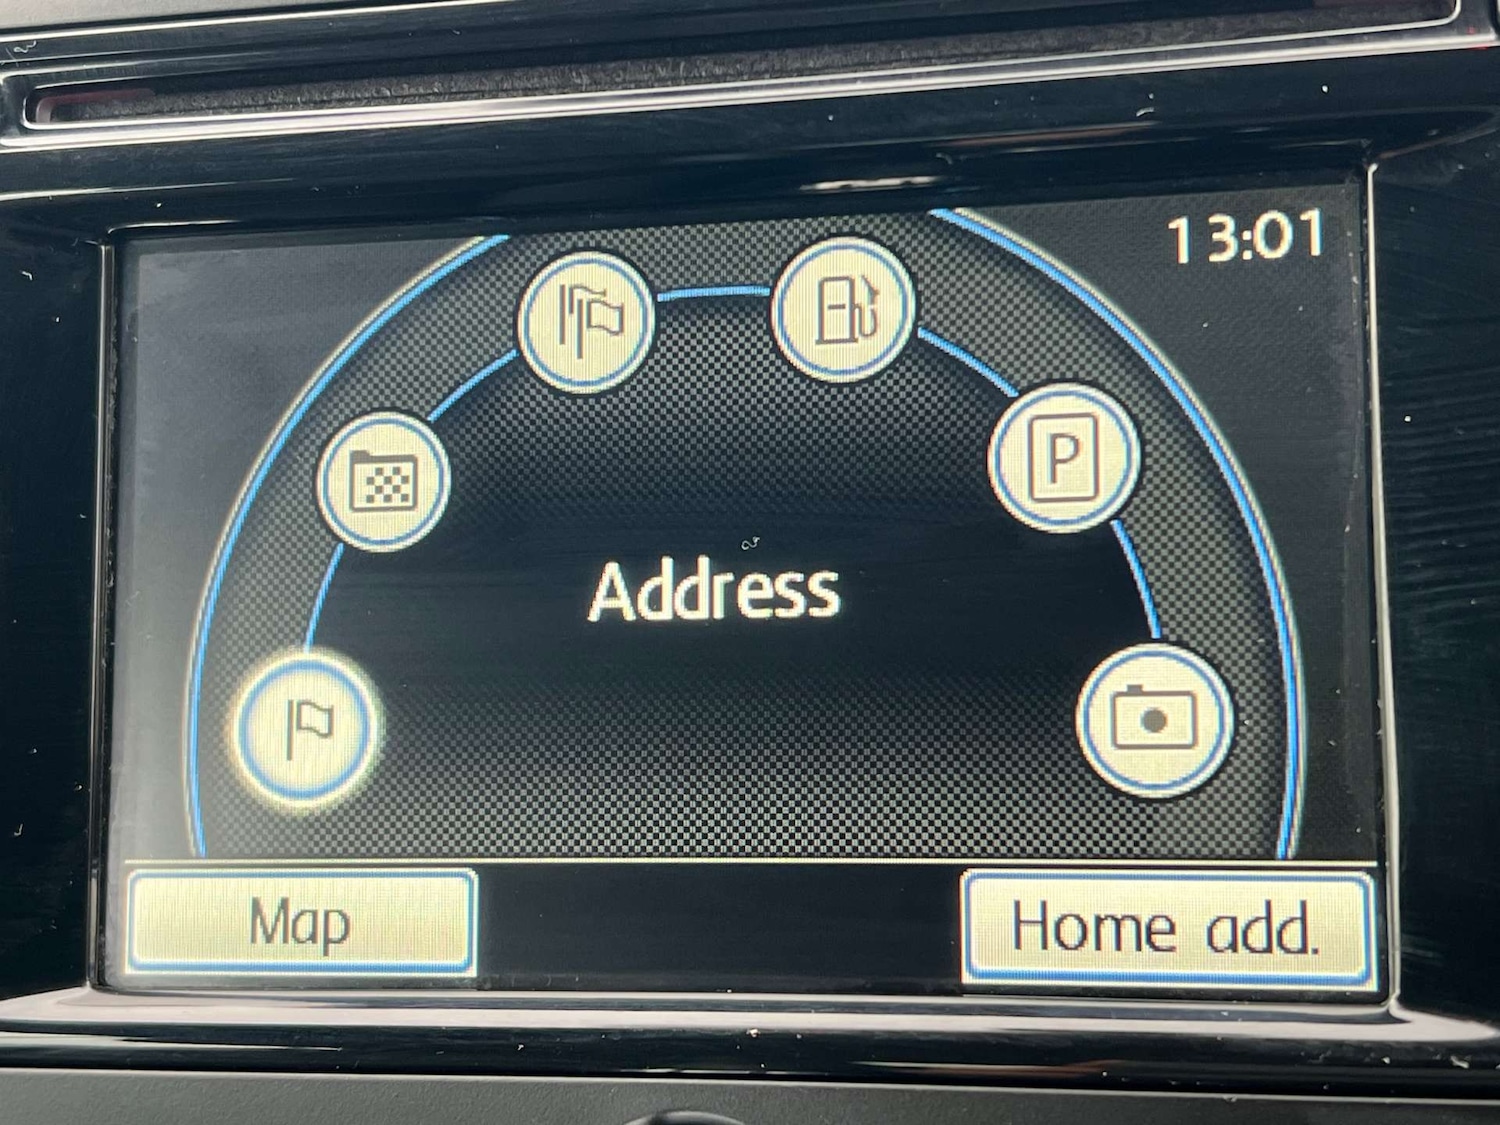 13:01
P
Address
Map
Home add.